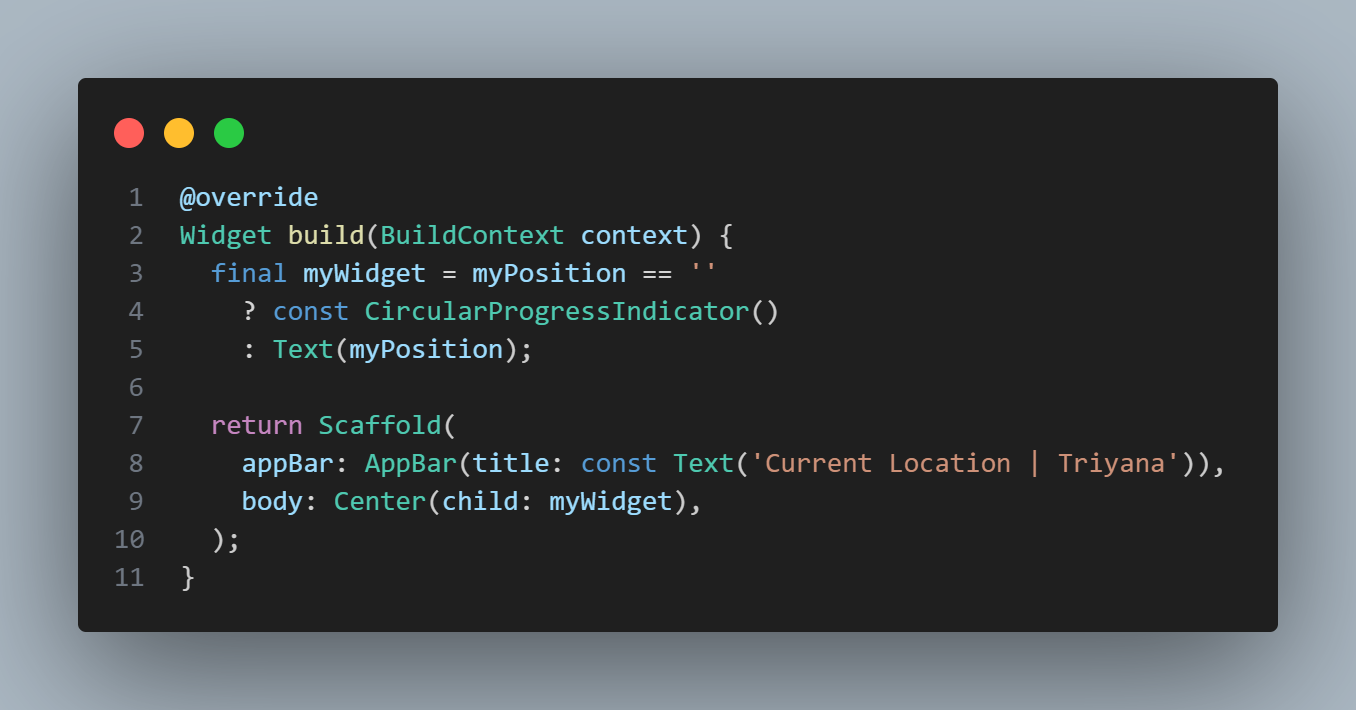 1 @override
2 Widget build(BuildContext context) {
3   final myWidget = myPosition == ''
4     ? const CircularProgressIndicator()
5     : Text(myPosition);
6
7   return Scaffold(
8     appBar: AppBar(title: const Text('Current Location | Triyana')),
9     body: Center(child: myWidget),
10   );
11 }